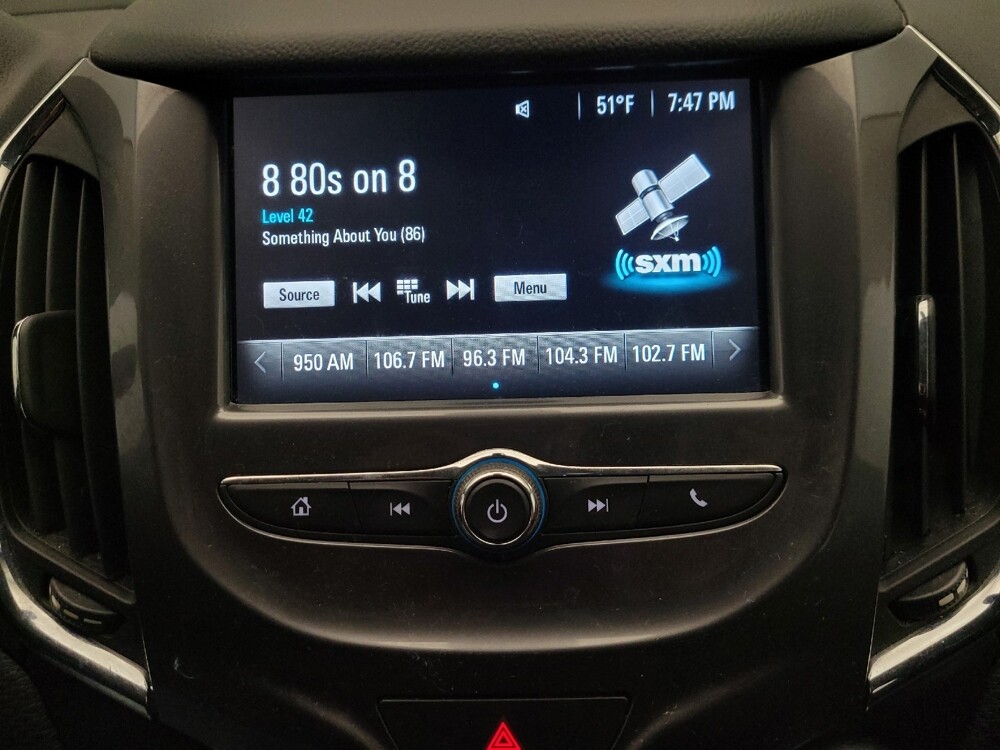 51°F 7:47 PM
8 80s on 8
Level 42
Something About You (86)
sxm
Source Tune Menu
950 AM 106.7 FM 96.3 FM 104.3 FM 102.7 FM